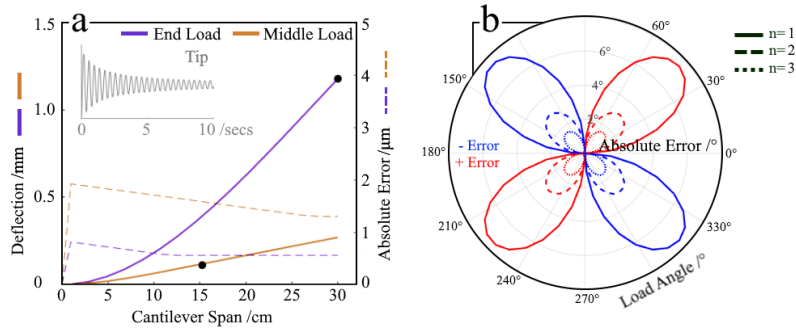 a
End Load Middle Load
Tip
0 5 10 /secs
Deflection /mm
1.5
1.0
0.5
0
0 5 10 15 20 25 30
Cantilever Span /cm
5
4
3
2
1
0
Absolute Error /μm
b
n= 1
n= 2
n= 3
60°
30°
0°
330°
300°
270°
240°
210°
180°
150°
6°
4°
2°
Absolute Error /°
- Error
+ Error
Load Angle /°